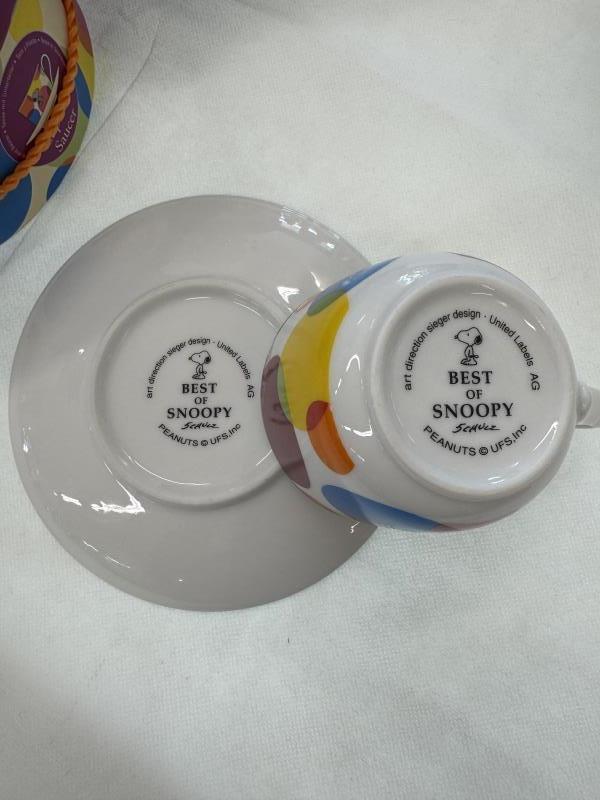 Saucer
art direction sieger design · United Labels AG
BEST
OF
SNOOPY
SCHULZ
PEANUTS © UFS, Inc
art direction sieger design · United Labels AG
BEST
OF
SNOOPY
SCHULZ
PEANUTS © UFS, Inc